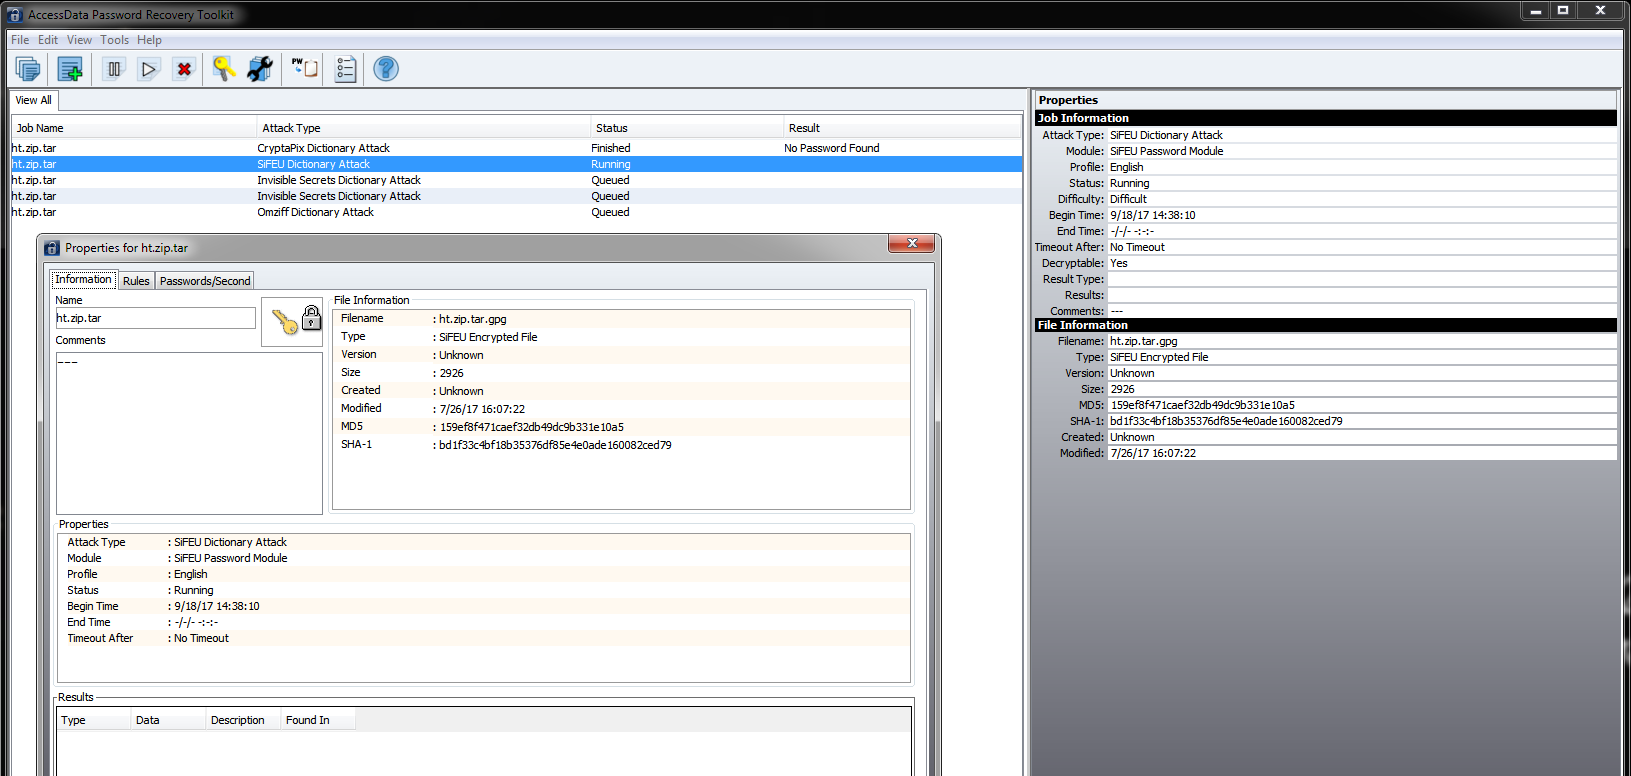 AccessData Password Recovery Toolkit
File Edit View Tools Help
PW
View All
Job Name Attack Type Status Result
ht.zip.tar CryptaPix Dictionary Attack Finished No Password Found
ht.zip.tar SiFEU Dictionary Attack Running
ht.zip.tar Invisible Secrets Dictionary Attack Queued
ht.zip.tar Invisible Secrets Dictionary Attack Queued
ht.zip.tar Omziff Dictionary Attack Queued
Properties for ht.zip.tar
Information Rules Passwords/Second
Name
ht.zip.tar
Comments
---
File Information
Filename : ht.zip.tar.gpg
Type : SiFEU Encrypted File
Version : Unknown
Size : 2926
Created : Unknown
Modified : 7/26/17 16:07:22
MD5 : 159ef8f471caef32db49dc9b331e10a5
SHA-1 : bd1f33c4bf18b35376df85e4e0ade160082ced79
Properties
Attack Type : SiFEU Dictionary Attack
Module : SiFEU Password Module
Profile : English
Status : Running
Begin Time : 9/18/17 14:38:10
End Time : -/-/- -:-:-
Timeout After : No Timeout
Results
Type Data Description Found In
Properties
Job Information
Attack Type: SiFEU Dictionary Attack
Module: SiFEU Password Module
Profile: English
Status: Running
Difficulty: Difficult
Begin Time: 9/18/17 14:38:10
End Time: -/-/- -:-:-
Timeout After: No Timeout
Decryptable: Yes
Result Type:
Results:
Comments: ---
File Information
Filename: ht.zip.tar.gpg
Type: SiFEU Encrypted File
Version: Unknown
Size: 2926
MD5: 159ef8f471caef32db49dc9b331e10a5
SHA-1: bd1f33c4bf18b35376df85e4e0ade160082ced79
Created: Unknown
Modified: 7/26/17 16:07:22